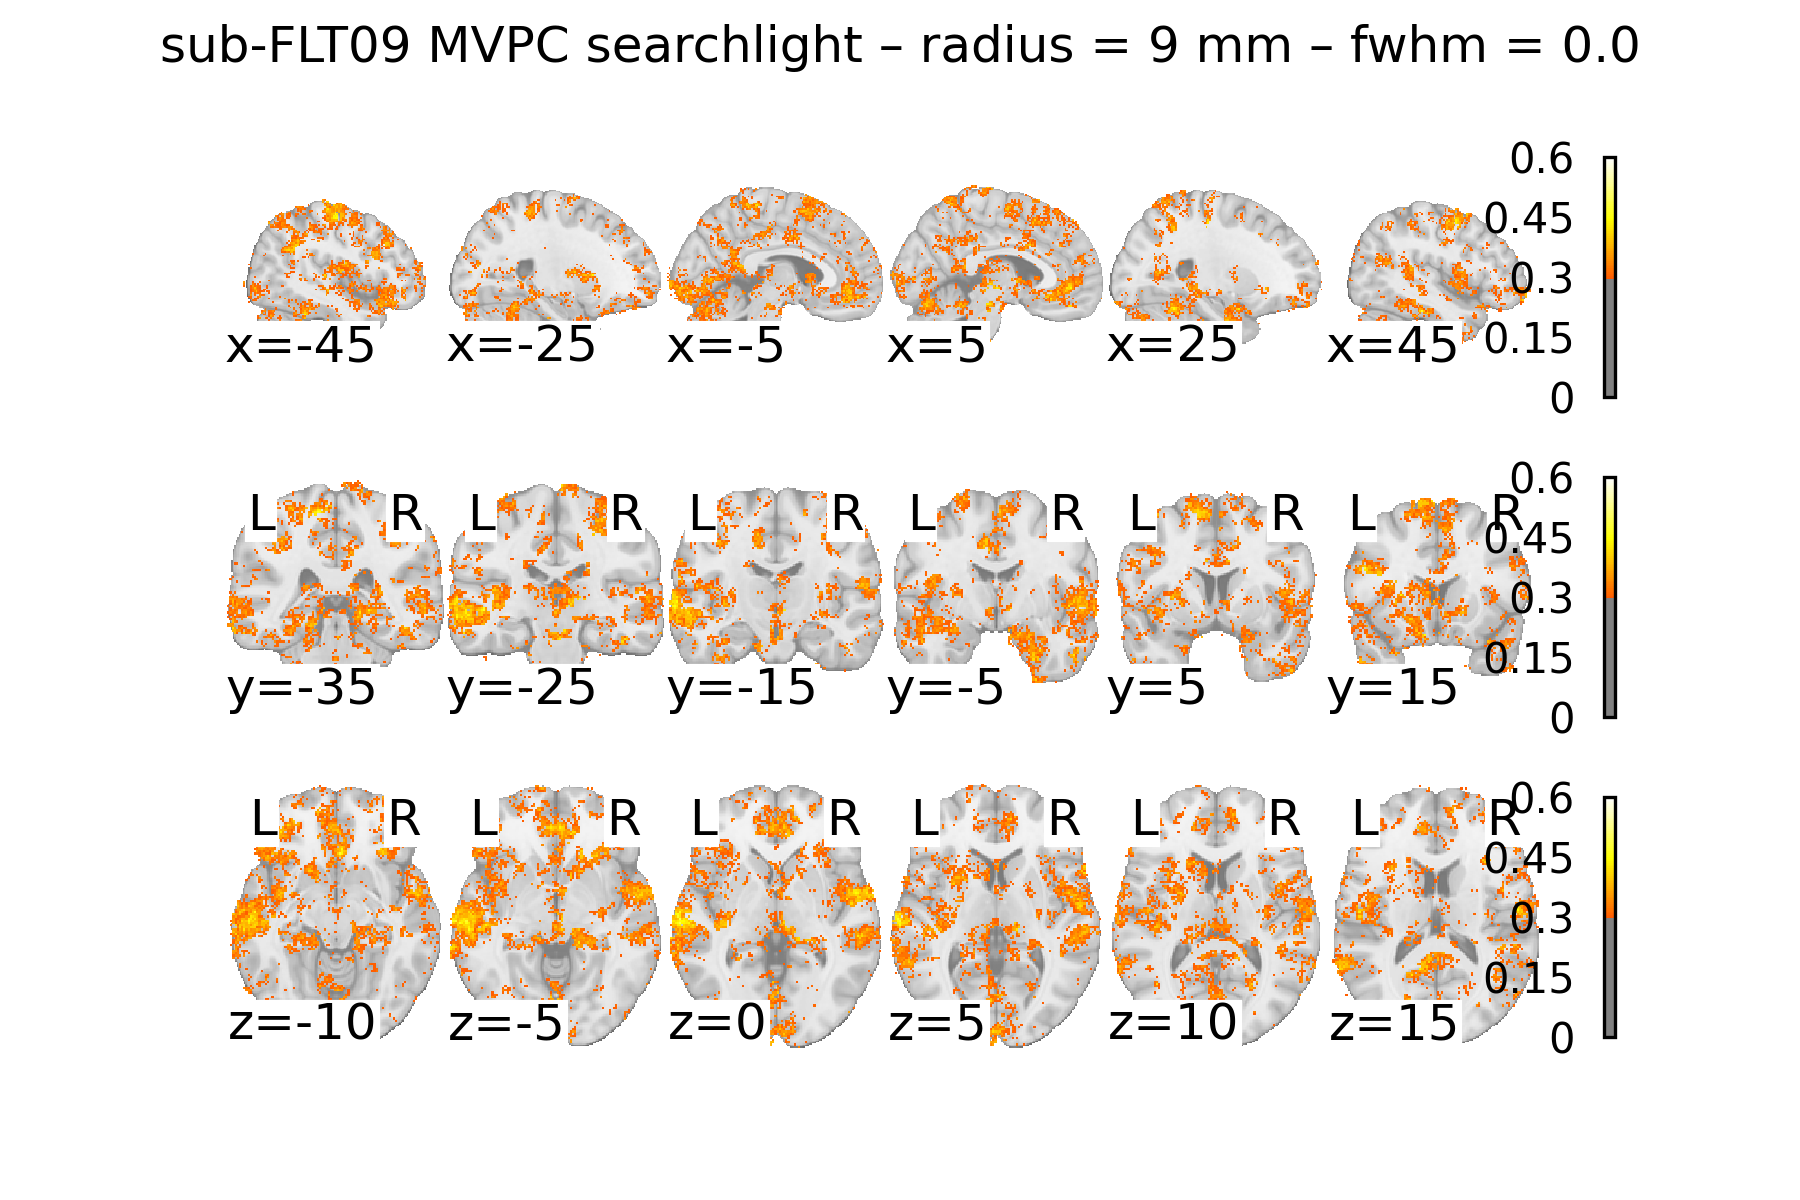 sub-FLT09 MVPC searchlight – radius = 9 mm – fwhm = 0.0
0.6
0.45
0.3
0.15
0
x=-45 x=-25 x=-5 x=5 x=25 x=45
0.6
L R L R L R L R L R L R
0.45
0.3
0.15
0
y=-35 y=-25 y=-15 y=-5 y=5 y=15
0.6
L R L R L R L R L R L R
0.45
0.3
0.15
0
z=-10 z=-5 z=0 z=5 z=10 z=15